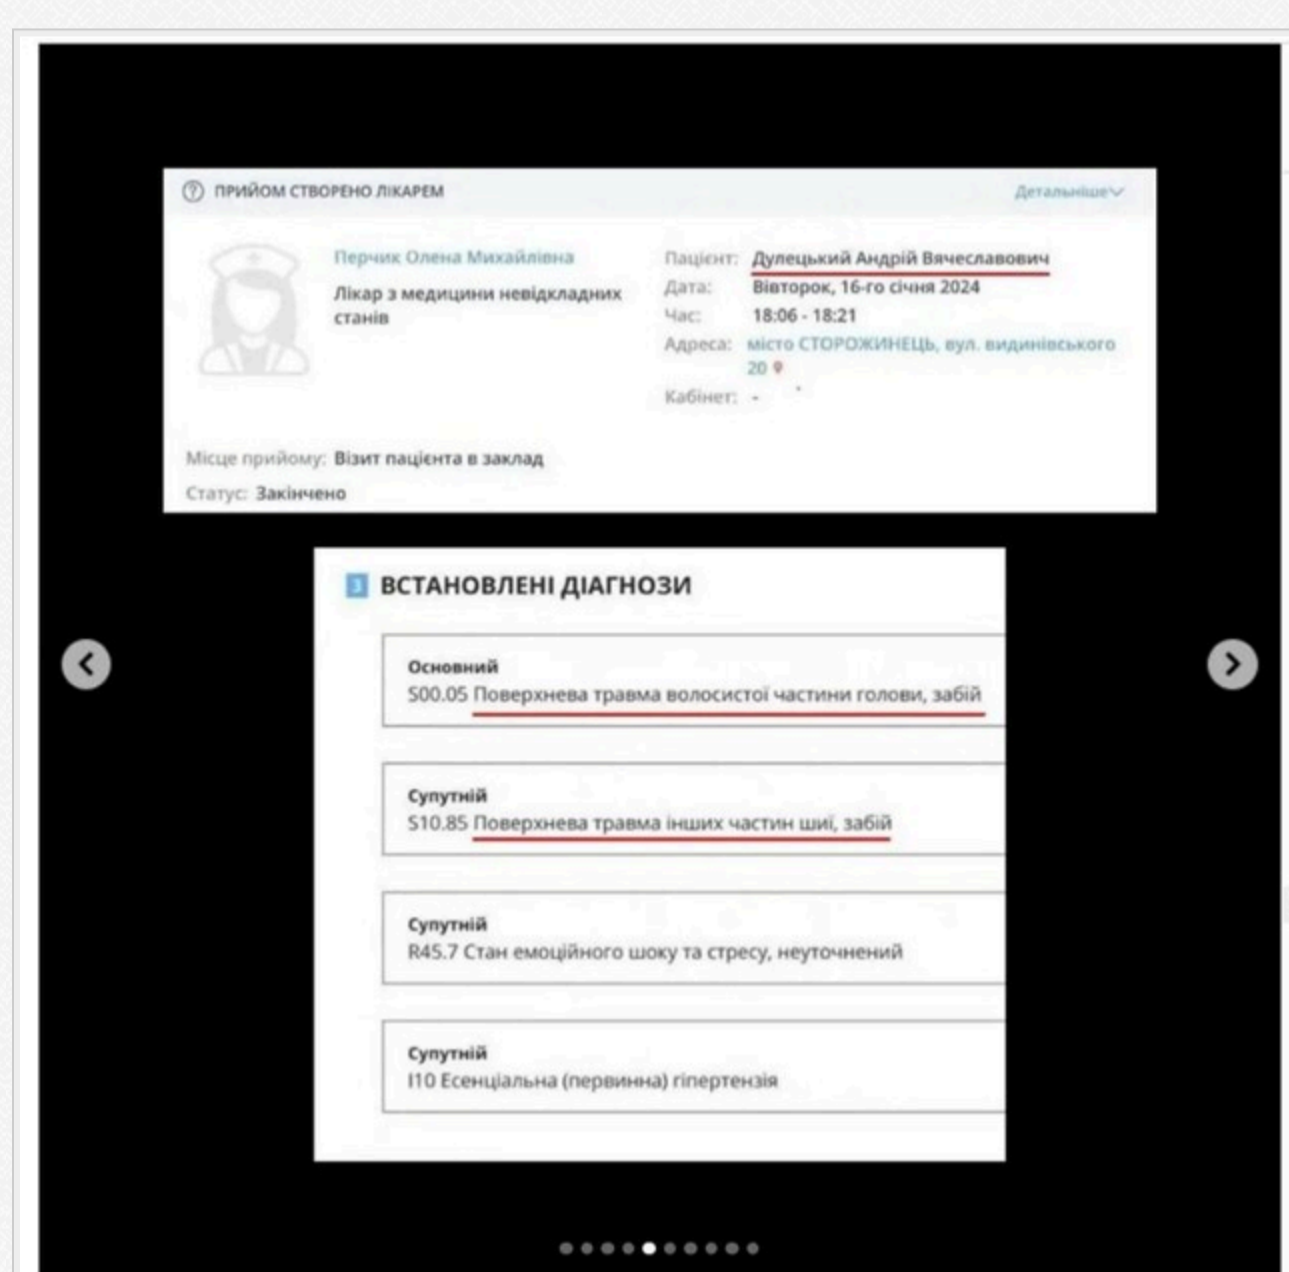 ПРИЙОМ СТВОРЕНО ЛІКАРЕМ
Детальніше
Перчик Олена Михайлівна
Лікар з медицини невідкладних
станів
Пацієнт: Дулецький Андрій Вячеславович
Дата: Вівторок, 16-го січня 2024
Час: 18:06 - 18:21
Адреса: місто СТОРОЖИНЕЦЬ, вул. видинівського
20
Кабінет: -
Місце прийому: Візит пацієнта в заклад
Статус: Закінчено
3 ВСТАНОВЛЕНІ ДІАГНОЗИ
Основний
S00.05 Поверхнева травма волосистої частини голови, забій
Супутній
S10.85 Поверхнева травма інших частин шиї, забій
Супутній
R45.7 Стан емоційного шоку та стресу, неуточнений
Супутній
I10 Есенціальна (первинна) гіпертензія